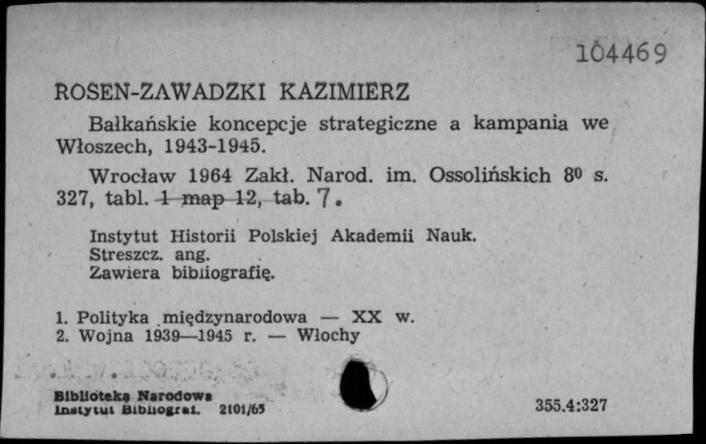 104469
ROSEN-ZAWADZKI KAZIMIERZ
Bałkańskie koncepcje strategiczne a kampania we
Włoszech, 1943-1945.
Wrocław 1964 Zakł. Narod. im. Ossolińskich 8⁰ s.
327, tabl. 1 map 12, tab. 7.
Instytut Historii Polskiej Akademii Nauk.
Streszcz. ang.
Zawiera bibliografię.
1. Polityka międzynarodowa — XX w.
2. Wojna 1939—1945 r. — Włochy
Biblioteka Narodowa
Instytut Bibliograf. 2101/65
355.4:327